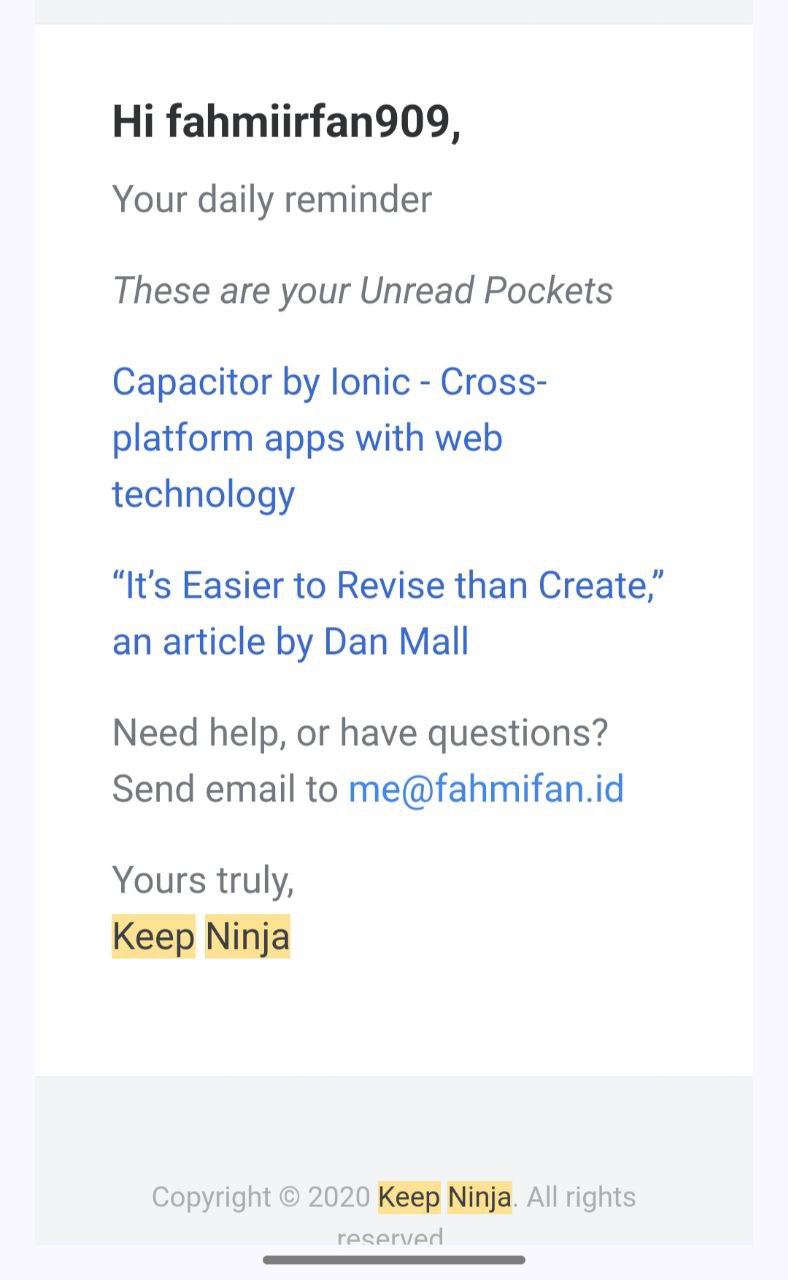 Hi fahmiirfan909,
Your daily reminder
These are your Unread Pockets
Capacitor by Ionic - Cross-
platform apps with web
technology
“It’s Easier to Revise than Create,”
an article by Dan Mall
Need help, or have questions?
Send email to me@fahmifan.id
Yours truly,
Keep Ninja
Copyright © 2020 Keep Ninja. All rights
reserved